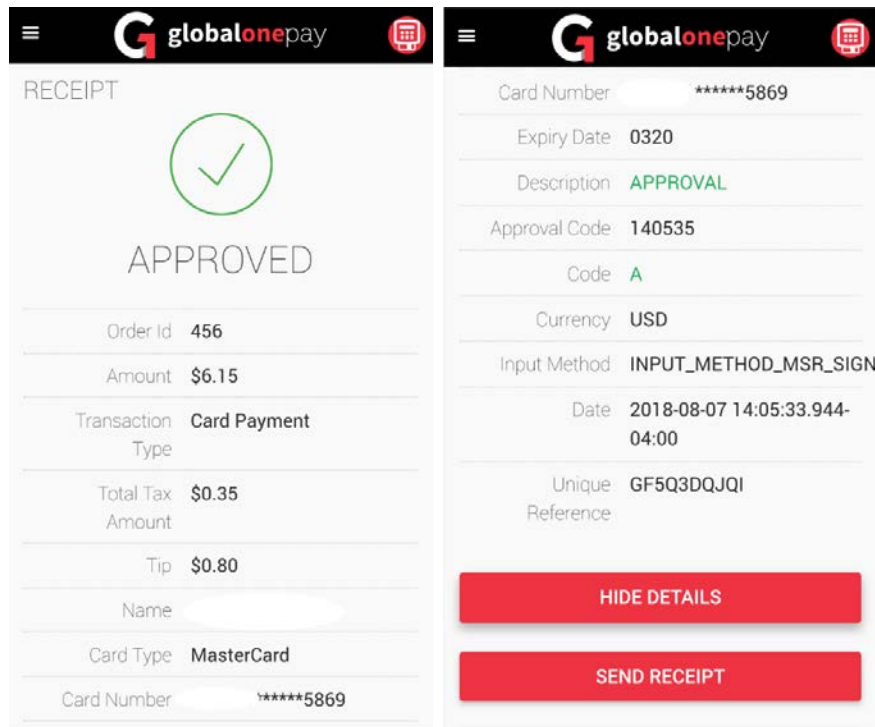 globalonepay
RECEIPT
APPROVED
Order Id 456
Amount $6.15
Transaction Card Payment
Type
Total Tax $0.35
Amount
Tip $0.80
Name
Card Type MasterCard
Card Number *****5869
globalonepay
Card Number ******5869
Expiry Date 0320
Description APPROVAL
Approval Code 140535
Code A
Currency USD
Input Method INPUT_METHOD_MSR_SIGN
Date 2018-08-07 14:05:33.944-
04:00
Unique GF5Q3DQJQI
Reference
HIDE DETAILS
SEND RECEIPT